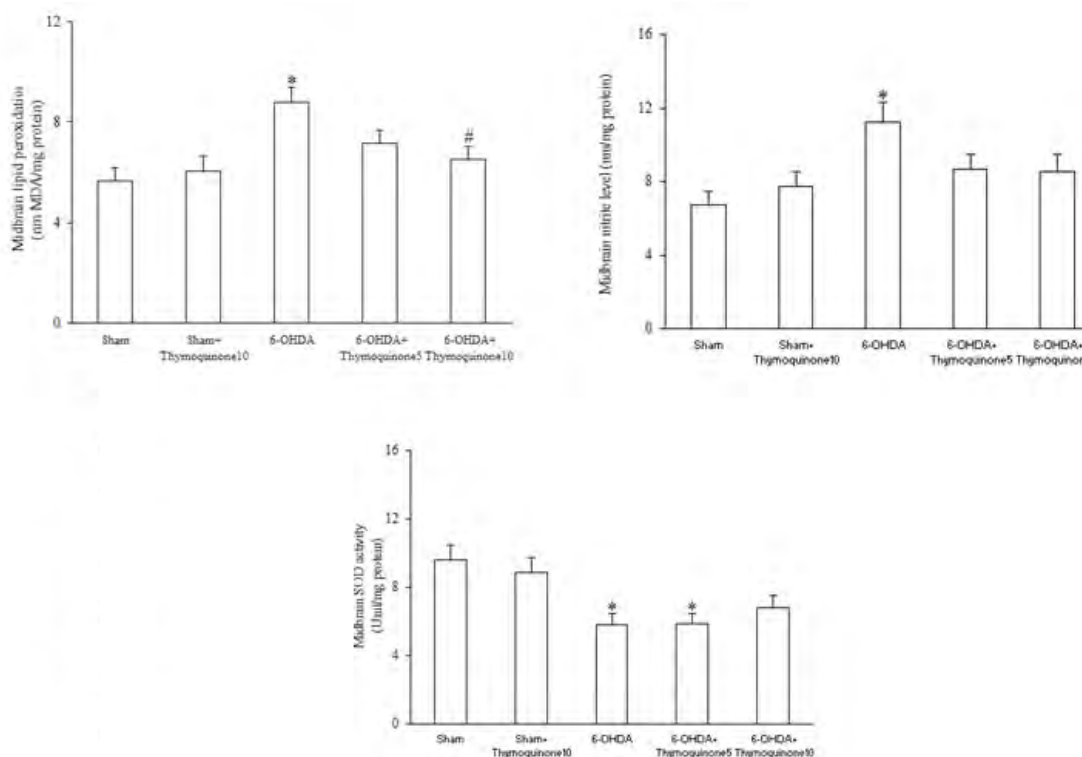 12
8
4
0
Midbrain lipid peroxidation
(nm MDA/mg protein)
*
#
Sham
Sham+
Thymoquinone10
6-OHDA
6-OHDA+
Thymoquinone5
6-OHDA+
Thymoquinone10
16
12
8
4
0
Midbrain nitrite level (nm/mg protein)
*
Sham
Sham+
Thymoquinone10
6-OHDA
6-OHDA+
Thymoquinone5
6-OHDA+
Thymoquinon
16
12
8
4
0
Midbrain SOD activity
(Unit/mg protein)
*
*
Sham
Sham+
Thymoquinone10
6-OHDA
6-OHDA+
Thymoquinone5
6-OHDA+
Thymoquinone10